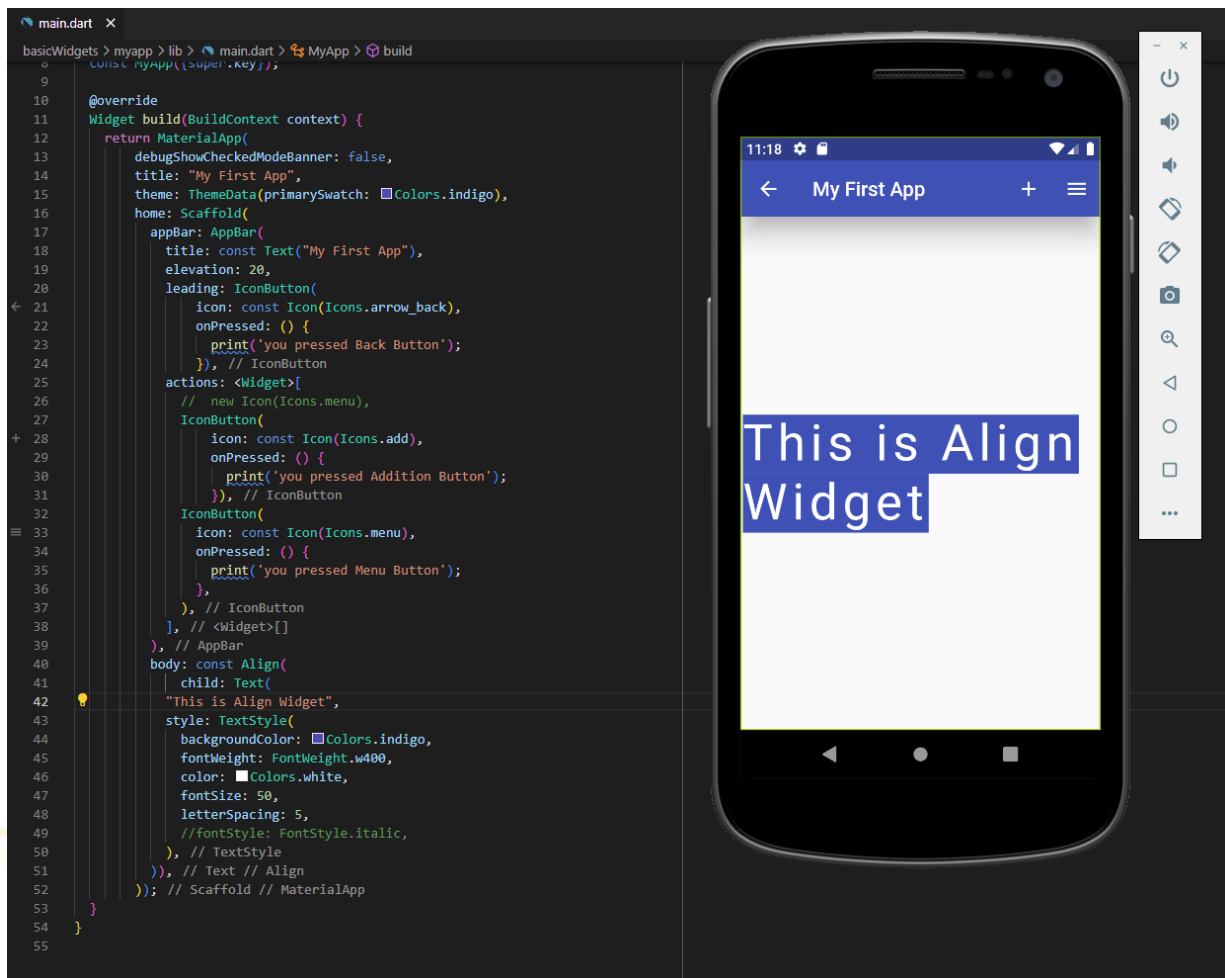 main.dart
basicWidgets > myapp > lib > main.dart > MyApp > build
8 const MyApp({super.key});
9
10 @override
11 Widget build(BuildContext context) {
12 return MaterialApp(
13 debugShowCheckedModeBanner: false,
14 title: "My First App",
15 theme: ThemeData(primarySwatch: Colors.indigo),
16 home: Scaffold(
17 appBar: AppBar(
18 title: const Text("My First App"),
19 elevation: 20,
20 leading: IconButton(
21 icon: const Icon(Icons.arrow_back),
22 onPressed: () {
23 print('you pressed Back Button');
24 }), // IconButton
25 actions: <Widget>[
26 //  new Icon(Icons.menu),
27 IconButton(
28 icon: const Icon(Icons.add),
29 onPressed: () {
30 print('you pressed Addition Button');
31 }), // IconButton
32 IconButton(
33 icon: const Icon(Icons.menu),
34 onPressed: () {
35 print('you pressed Menu Button');
36 },
37 ), // IconButton
38 ], // <Widget>[]
39 ), // AppBar
40 body: const Align(
41 child: Text(
42 "This is Align Widget",
43 style: TextStyle(
44 backgroundColor: Colors.indigo,
45 fontWeight: FontWeight.w400,
46 color: Colors.white,
47 fontSize: 50,
48 letterSpacing: 5,
49 //fontStyle: FontStyle.italic,
50 ), // TextStyle
51 )), // Text // Align
52 )); // Scaffold // MaterialApp
53 }
54 }
55
11:18
My First App
This is Align
Widget